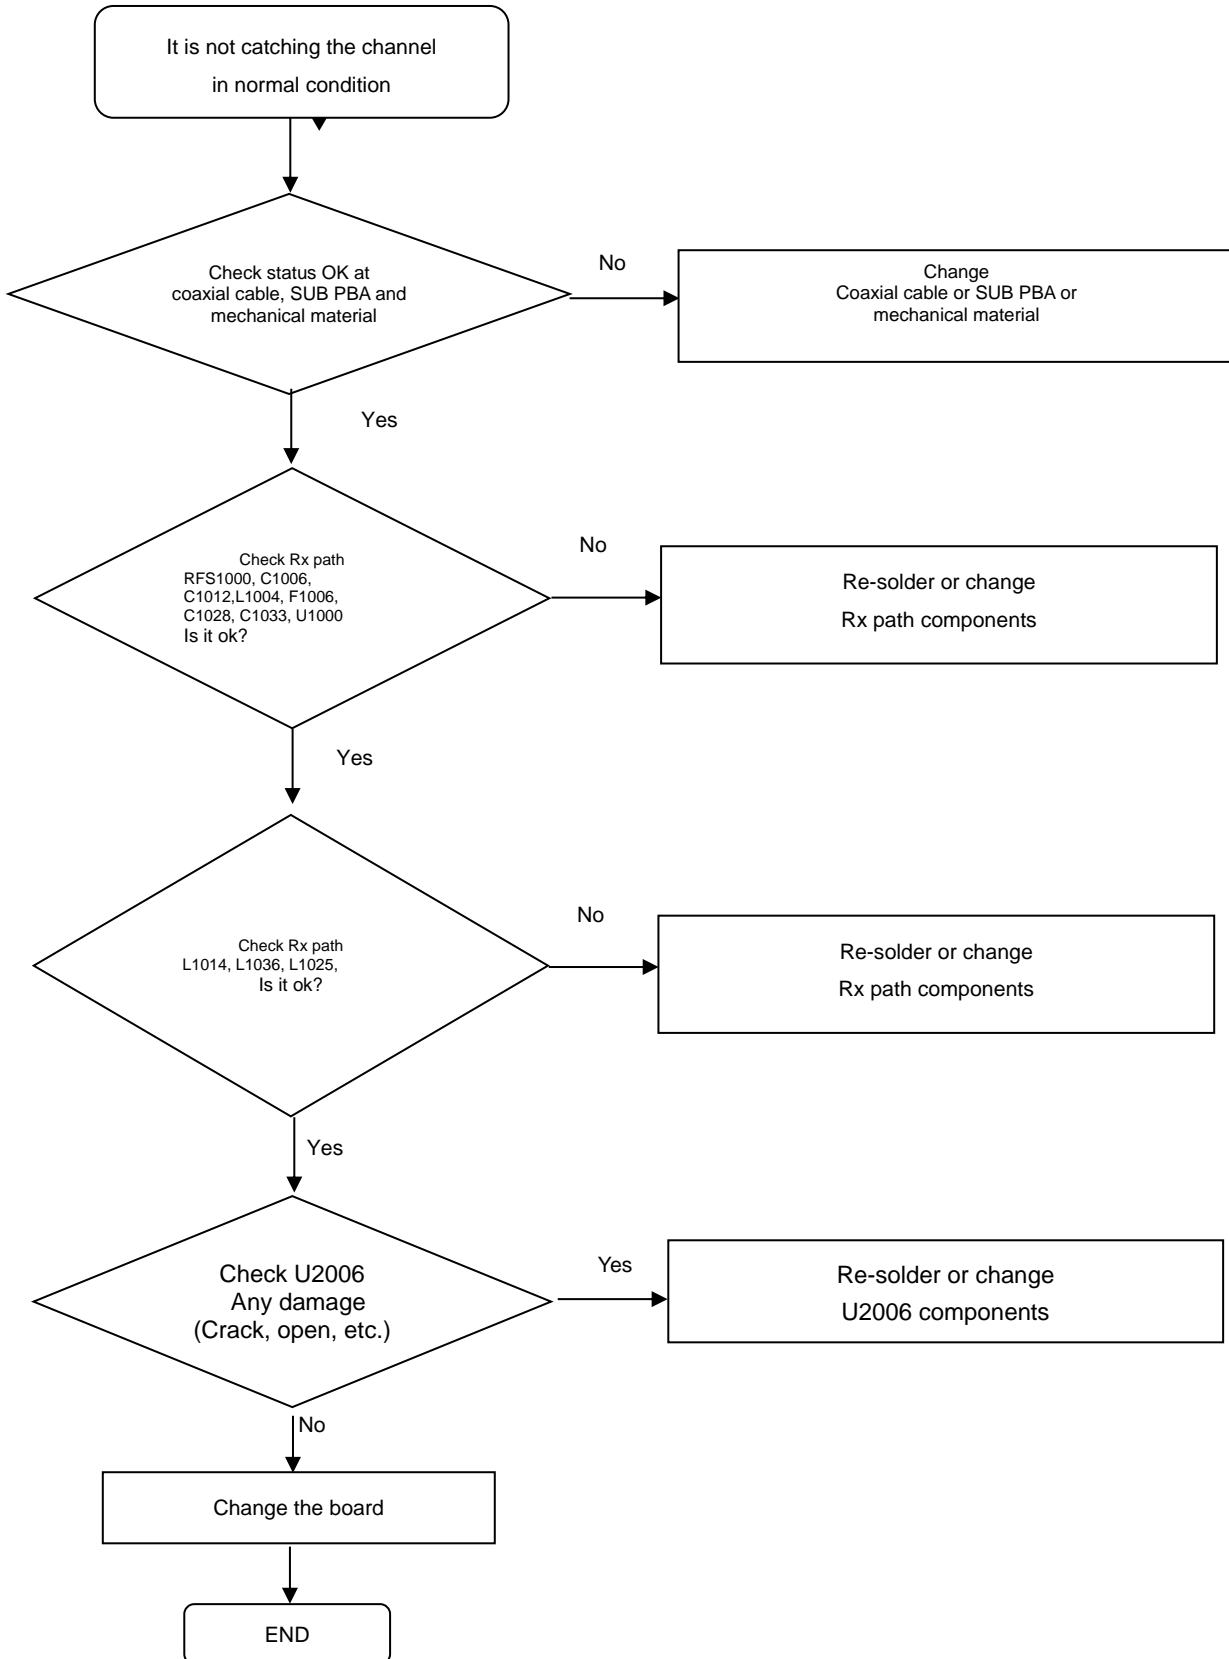 It is not catching the channel
in normal condition
Check status OK at
coaxial cable, SUB PBA and
mechanical material
No
Change
Coaxial cable or SUB PBA or
mechanical material
Yes
Check Rx path
RFS1000, C1006,
C1012,L1004, F1006,
C1028, C1033, U1000
Is it ok?
No
Re-solder or change
Rx path components
Yes
Check Rx path
L1014, L1036, L1025,
Is it ok?
No
Re-solder or change
Rx path components
Yes
Check U2006
Any damage
(Crack, open, etc.)
Yes
Re-solder or change
U2006 components
No
Change the board
END